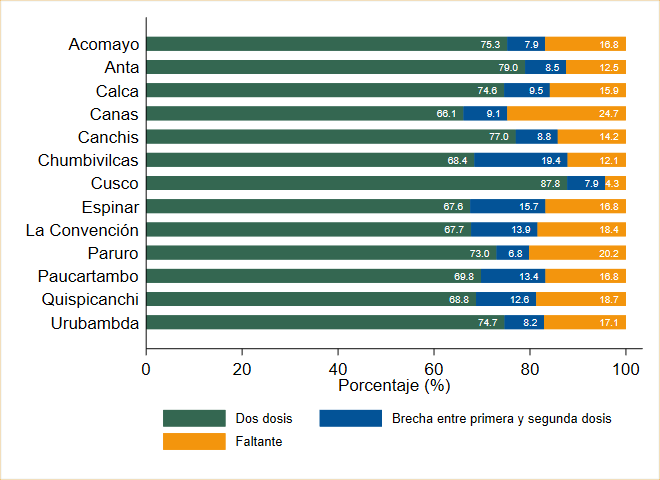 Acomayo 75.3 7.9 16.8
Anta 79.0 8.5 12.5
Calca 74.6 9.5 15.9
Canas 66.1 9.1 24.7
Canchis 77.0 8.8 14.2
Chumbivilcas 68.4 19.4 12.1
Cusco 87.8 7.9 4.3
Espinar 67.6 15.7 16.8
La Convención 67.7 13.9 18.4
Paruro 73.0 6.8 20.2
Paucartambo 69.8 13.4 16.8
Quispicanchi 68.8 12.6 18.7
Urubambda 74.7 8.2 17.1
0 20 40 60 80 100
Porcentaje (%)
Dos dosis Brecha entre primera y segunda dosis
Faltante